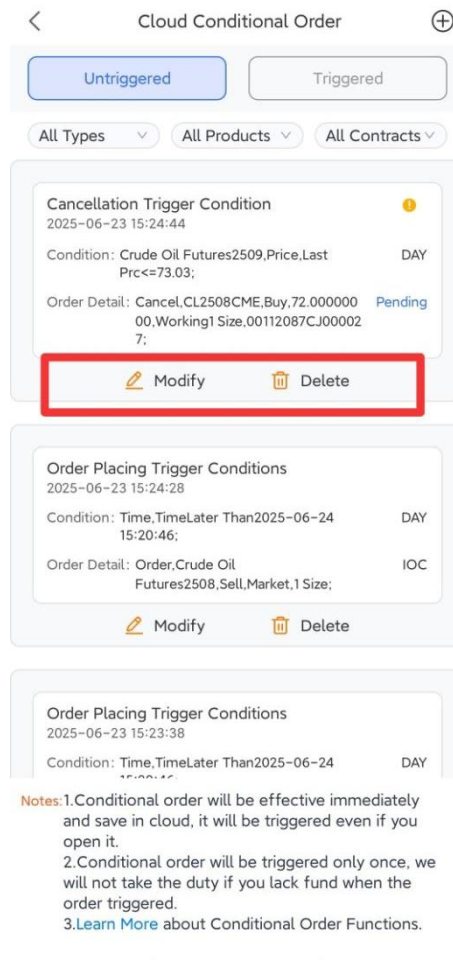 Cloud Conditional Order
Untriggered
Triggered
All Types
All Products
All Contracts
Cancellation Trigger Condition
2025-06-23 15:24:44
Condition: Crude Oil Futures2509,Price,Last DAY
Prc<=73.03;
Order Detail: Cancel,CL2508CME,Buy,72.000000 Pending
00,Working1 Size,00112087CJ00002
7;
Modify
Delete
Order Placing Trigger Conditions
2025-06-23 15:24:28
Condition: Time,TimeLater Than2025-06-24 DAY
15:20:46;
Order Detail: Order,Crude Oil IOC
Futures2508,Sell,Market,1 Size;
Modify
Delete
Order Placing Trigger Conditions
2025-06-23 15:23:38
Condition: Time,TimeLater Than2025-06-24 DAY
Notes:1.Conditional order will be effective immediately
and save in cloud, it will be triggered even if you
open it.
2.Conditional order will be triggered only once, we
will not take the duty if you lack fund when the
order triggered.
3.Learn More about Conditional Order Functions.